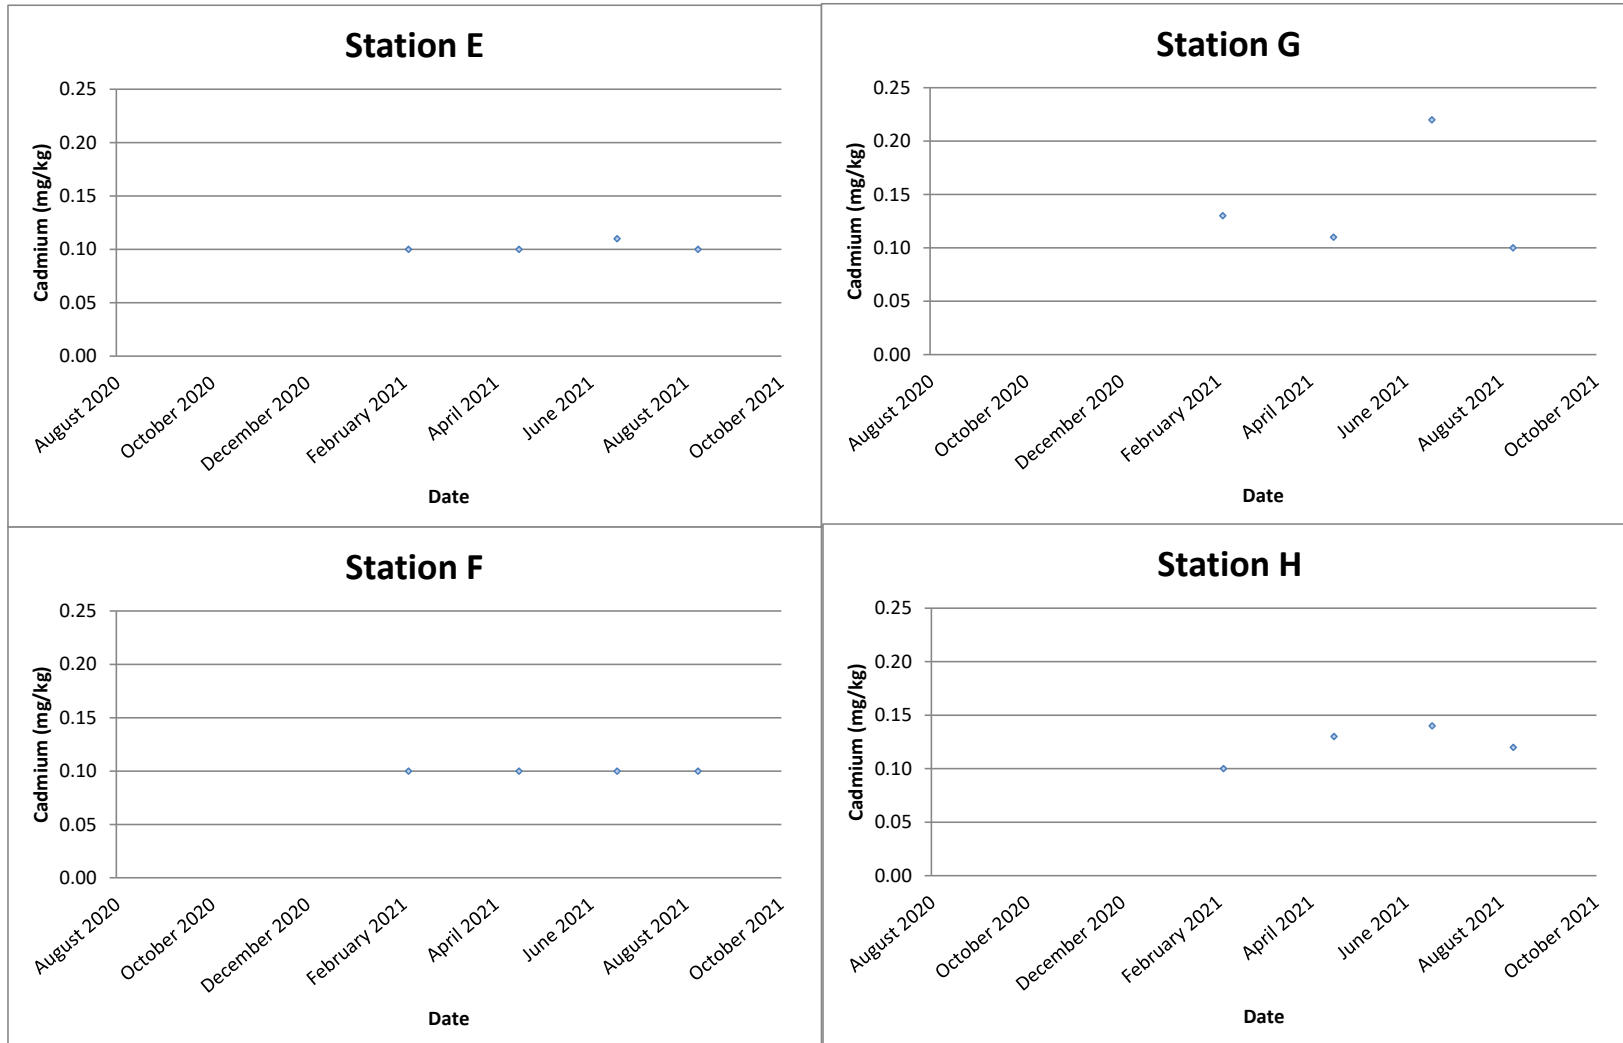 Station E
Cadmium (mg/kg)
0.25
0.20
0.15
0.10
0.05
0.00
August 2020
October 2020
December 2020
February 2021
April 2021
June 2021
August 2021
October 2021
Date
Station G
Cadmium (mg/kg)
0.25
0.20
0.15
0.10
0.05
0.00
August 2020
October 2020
December 2020
February 2021
April 2021
June 2021
August 2021
October 2021
Date
Station F
Cadmium (mg/kg)
0.25
0.20
0.15
0.10
0.05
0.00
August 2020
October 2020
December 2020
February 2021
April 2021
June 2021
August 2021
October 2021
Date
Station H
Cadmium (mg/kg)
0.25
0.20
0.15
0.10
0.05
0.00
August 2020
October 2020
December 2020
February 2021
April 2021
June 2021
August 2021
October 2021
Date